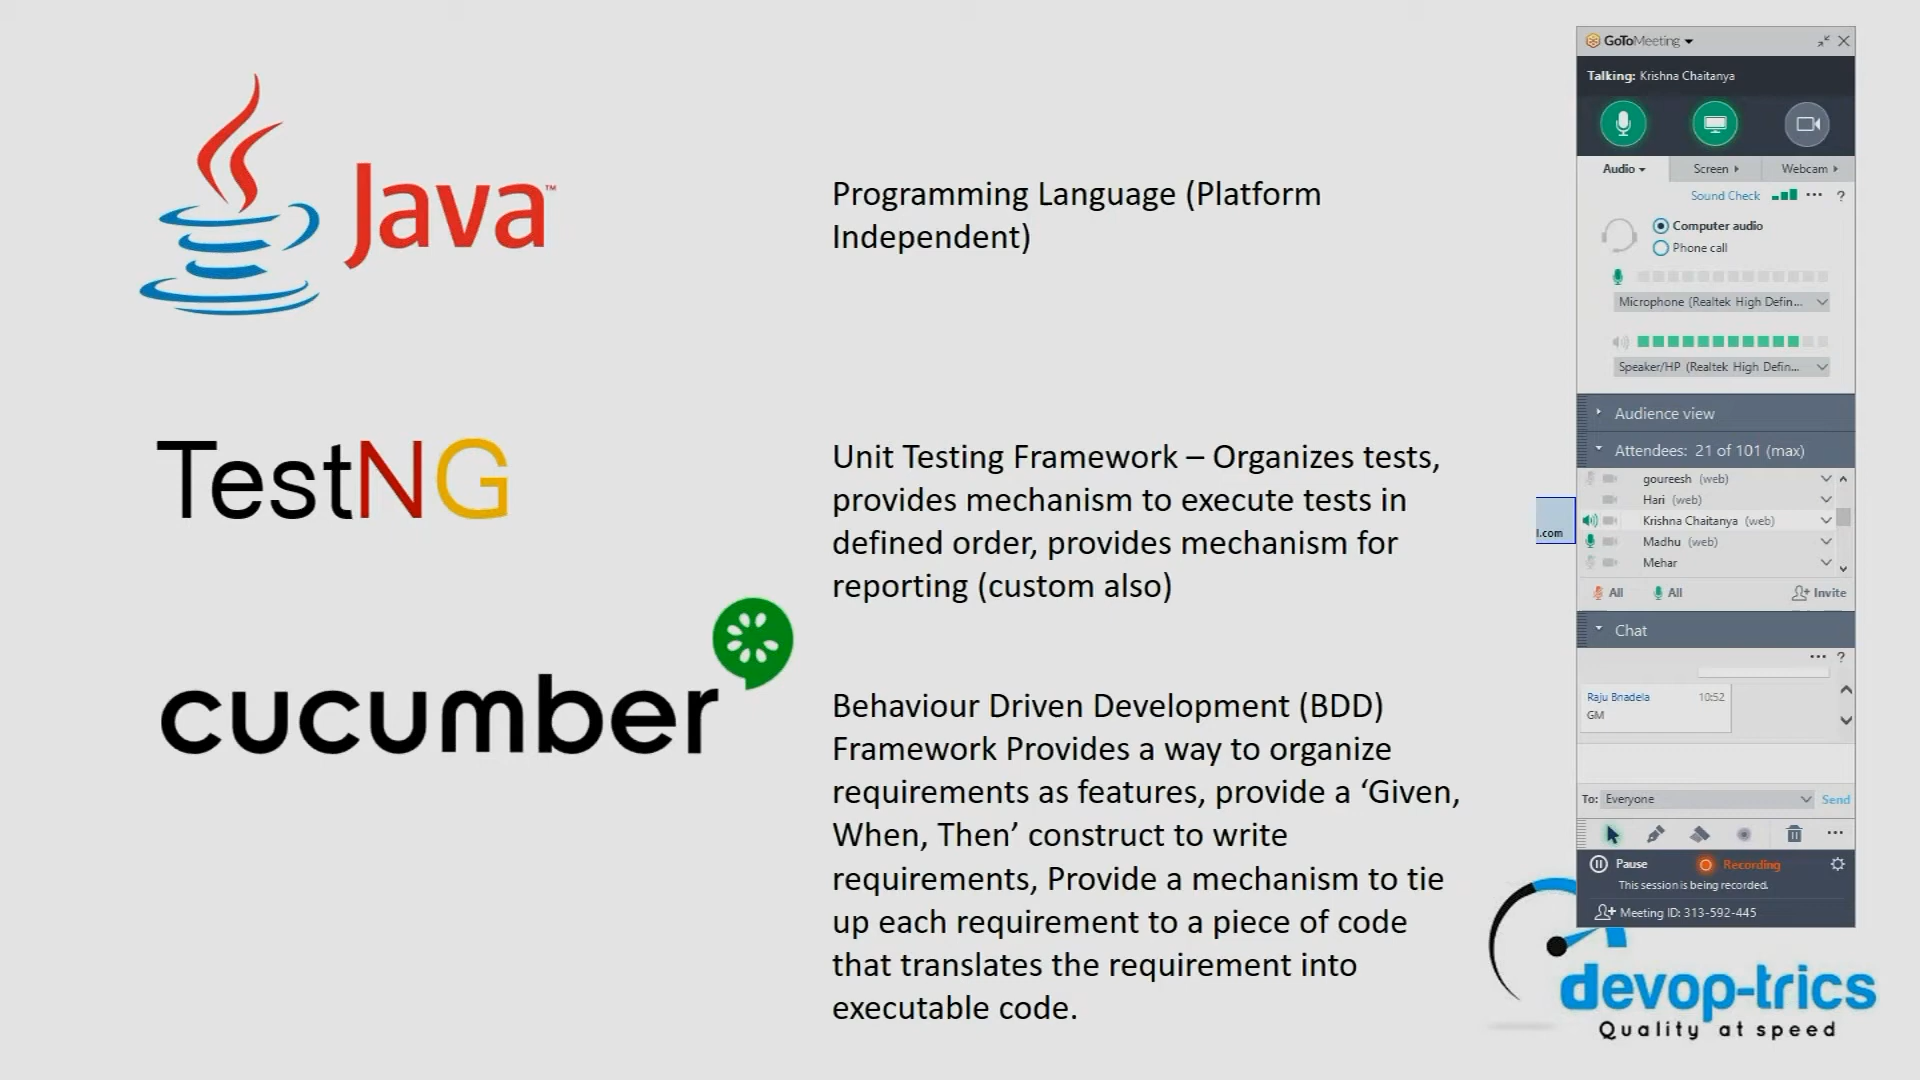 Java™
Programming Language (Platform
Independent)
TestNG
Unit Testing Framework – Organizes tests,
provides mechanism to execute tests in
defined order, provides mechanism for
reporting (custom also)
cucumber
Behaviour Driven Development (BDD)
Framework Provides a way to organize
requirements as features, provide a ‘Given,
When, Then’ construct to write
requirements, Provide a mechanism to tie
up each requirement to a piece of code
that translates the requirement into
executable code.
l.com
GoToMeeting
Talking: Krishna Chaitanya
Audio Screen Webcam
Sound Check ... ?
Computer audio
Phone call
Microphone (Realtek High Defin...
Speaker/HP (Realtek High Defin...
Audience view
Attendees: 21 of 101 (max)
goureesh (web)
Hari (web)
Krishna Chaitanya (web)
Madhu (web)
Mehar
All All Invite
Chat
... ?
Raju Bnadela 10:52
GM
To: Everyone Send
...
Pause Recording
This session is being recorded.
Meeting ID: 313-592-445
devop-trics
Quality at speed